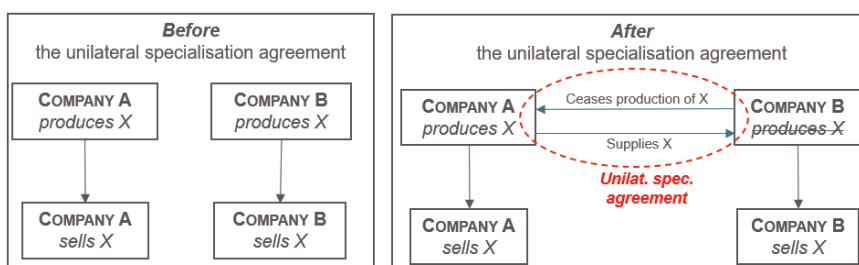 Before
the unilateral specialisation agreement
COMPANY A
produces X
COMPANY B
produces X
COMPANY A
sells X
COMPANY B
sells X
After
the unilateral specialisation agreement
COMPANY A
produces X
Ceases production of X
Supplies X
COMPANY B
produces X
Unilat. spec.
agreement
COMPANY A
sells X
COMPANY B
sells X